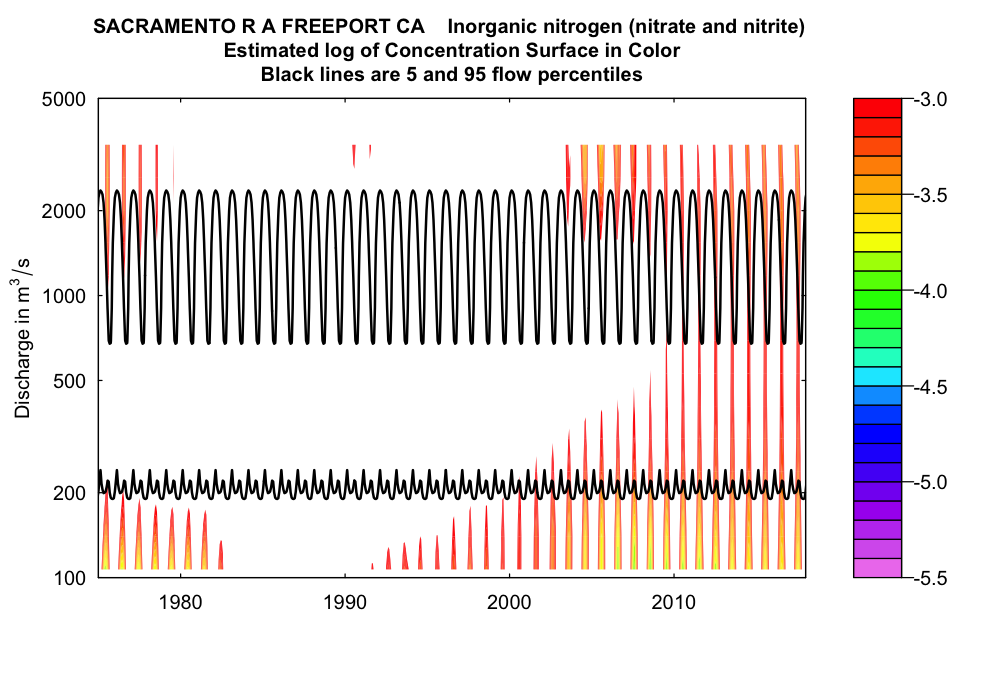 SACRAMENTO R A FREEPORT CA Inorganic nitrogen (nitrate and nitrite)
Estimated log of Concentration Surface in Color
Black lines are 5 and 95 flow percentiles
Discharge in m³/s
5000
2000
1000
500
200
100
1980 1990 2000 2010
-3.0
-3.5
-4.0
-4.5
-5.0
-5.5